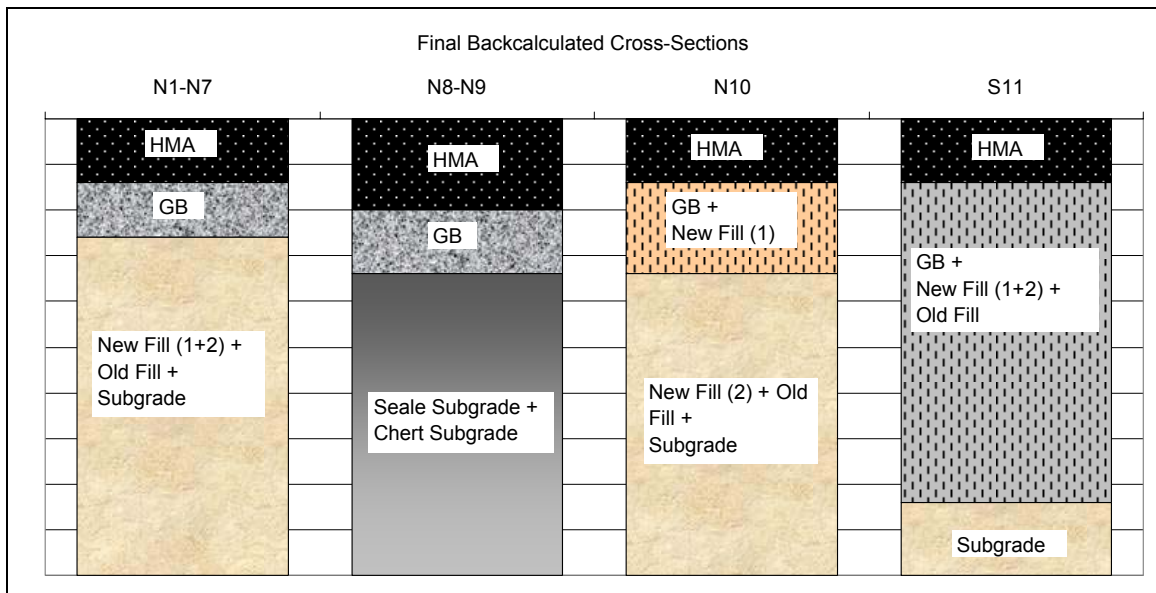 Final Backcalculated Cross-Sections
N1-N7
N8-N9
N10
S11
HMA
GB
New Fill (1+2) +
Old Fill +
Subgrade
HMA
GB
Seale Subgrade +
Chert Subgrade
HMA
GB +
New Fill (1)
New Fill (2) + Old
Fill +
Subgrade
HMA
GB +
New Fill (1+2) +
Old Fill
Subgrade